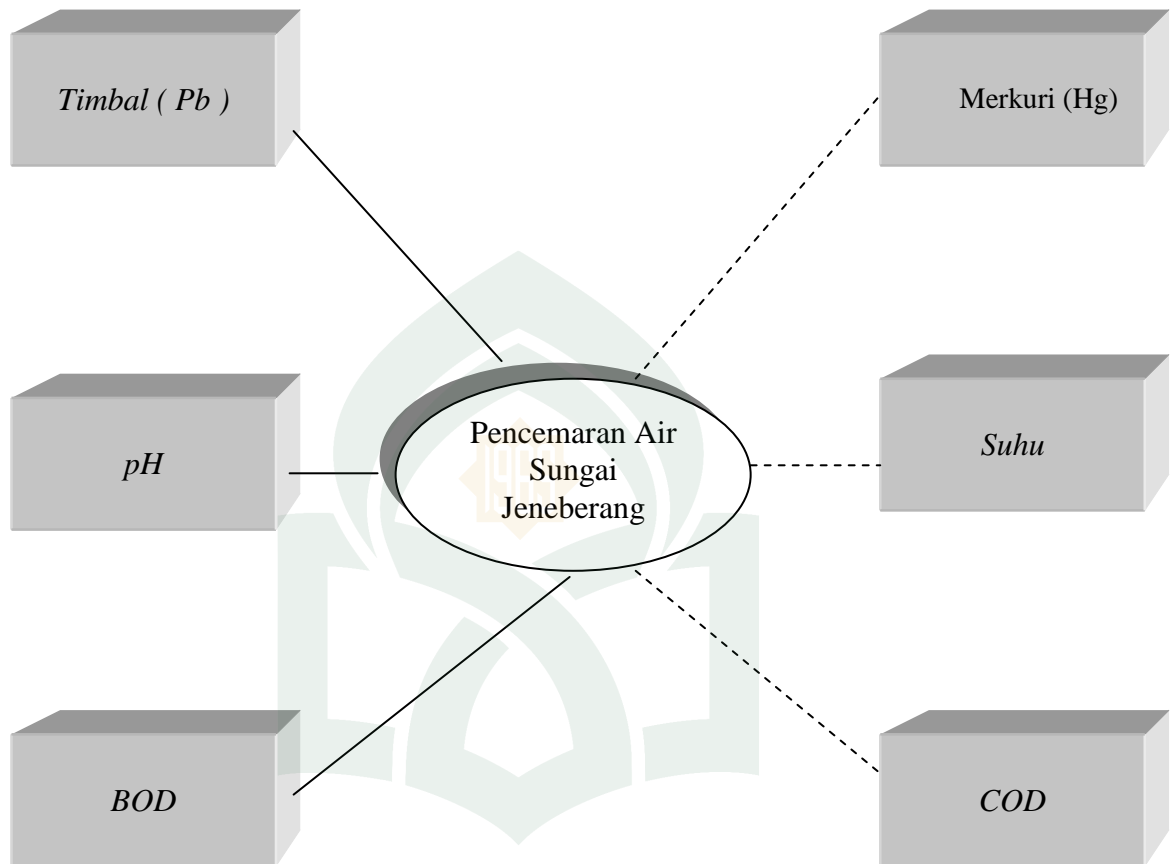 Timbal ( Pb )
Merkuri (Hg)
pH
Pencemaran Air
Sungai
Jeneberang
Suhu
BOD
COD